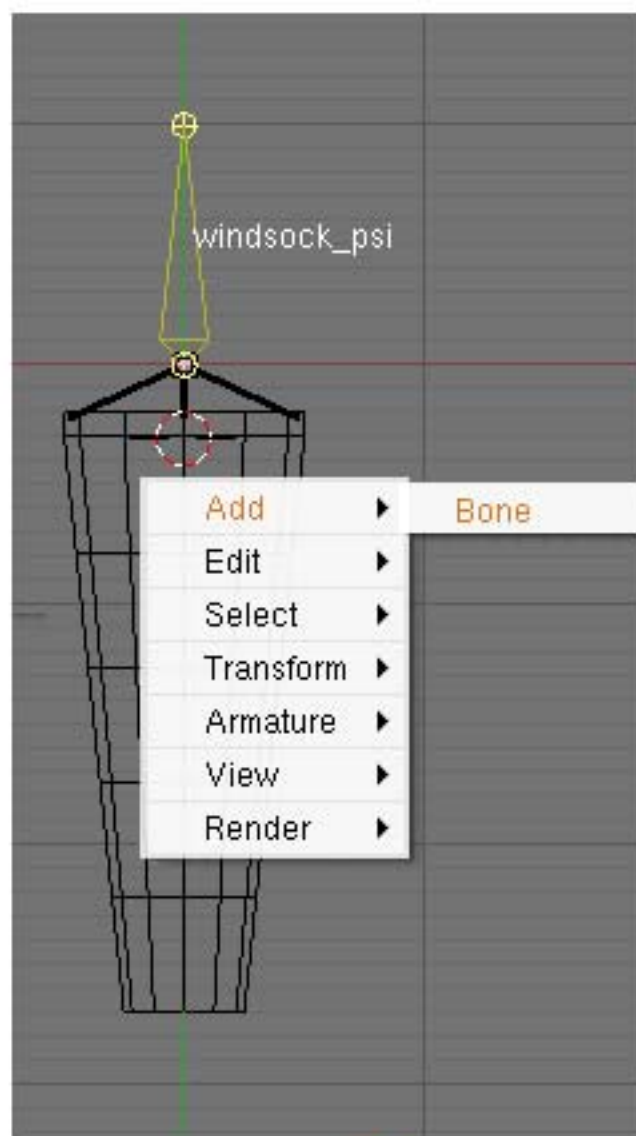 windsock_psi
Add
Bone
Edit
Select
Transform
Armature
View
Render